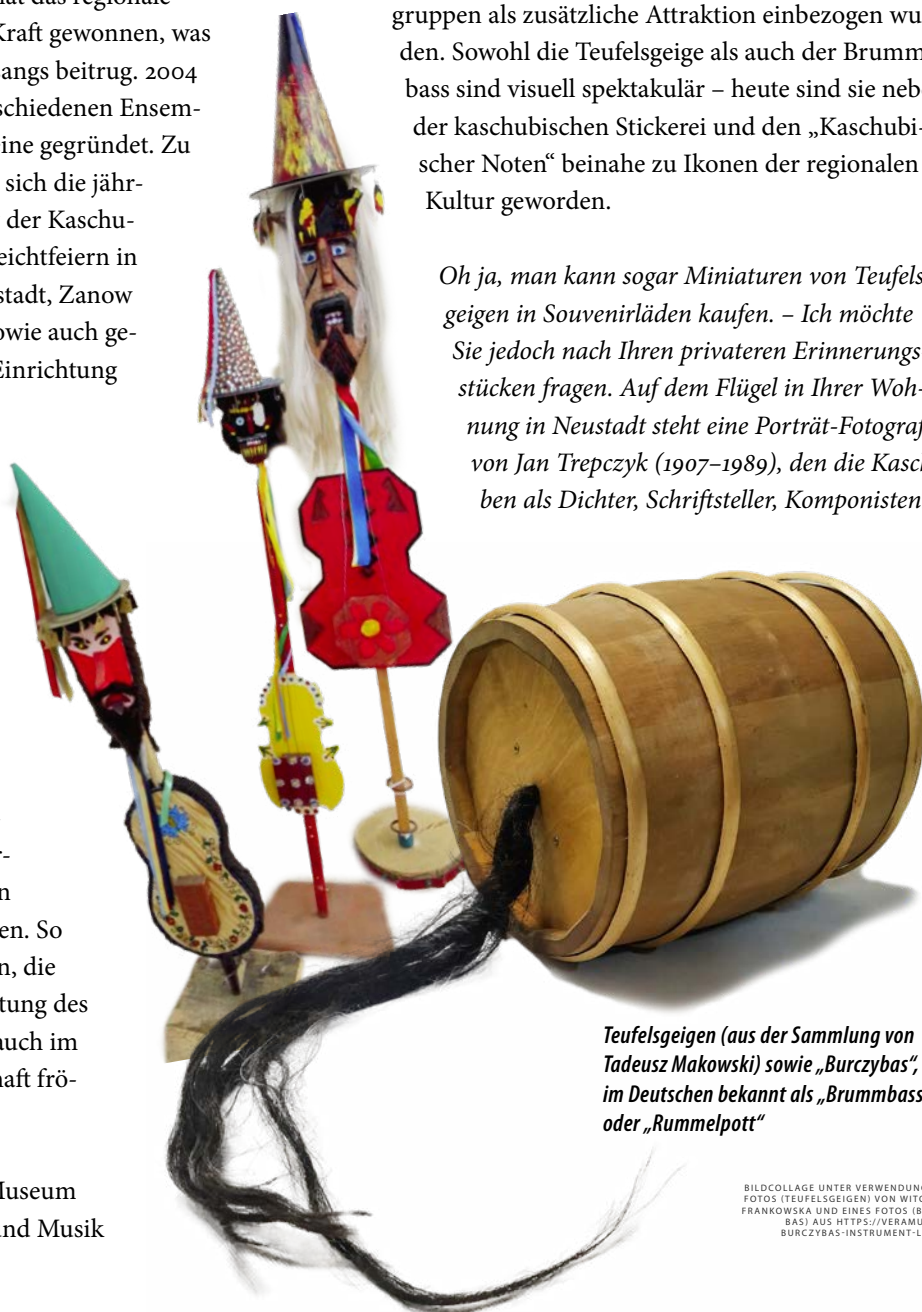 hat das regionale
Kraft gewonnen, was
angs beitrug. 2004
schiedenen Ensem-
eine gegründet. Zu
sich die jähr-
der Kaschu-
eichtfeiern in
stadt, Zanow
owie auch ge-
Einrichtung
r-
n
en. So
n, die
tung des
auch im
haft frö-
Museum
nd Musik
gruppen als zusätzliche Attraktion einbezogen wu
den. Sowohl die Teufelsgeige als auch der Brumm
bass sind visuell spektakulär – heute sind sie neb
der kaschubischen Stickerei und den „Kaschubi-
scher Noten“ beinahe zu Ikonen der regionalen
Kultur geworden.
Oh ja, man kann sogar Miniaturen von Teufels
geigen in Souvenirläden kaufen. – Ich möchte
Sie jedoch nach Ihren privateren Erinnerungs
stücken fragen. Auf dem Flügel in Ihrer Woh-
nung in Neustadt steht eine Porträt-Fotograf
von Jan Trepczyk (1907–1989), den die Kasc
ben als Dichter, Schriftsteller, Komponisten
Teufelsgeigen (aus der Sammlung von
Tadeusz Makowski) sowie „Burczybas“,
im Deutschen bekannt als „Brummbass
oder „Rummelpott“
BILDCOLLAGE UNTER VERWENDUN
FOTOS (TEUFELSGEIGEN) VON WITO
FRANKOWSKA UND EINES FOTOS (B
BAS) AUS HTTPS://VERAMU
BURCZYBAS-INSTRUMENT-L